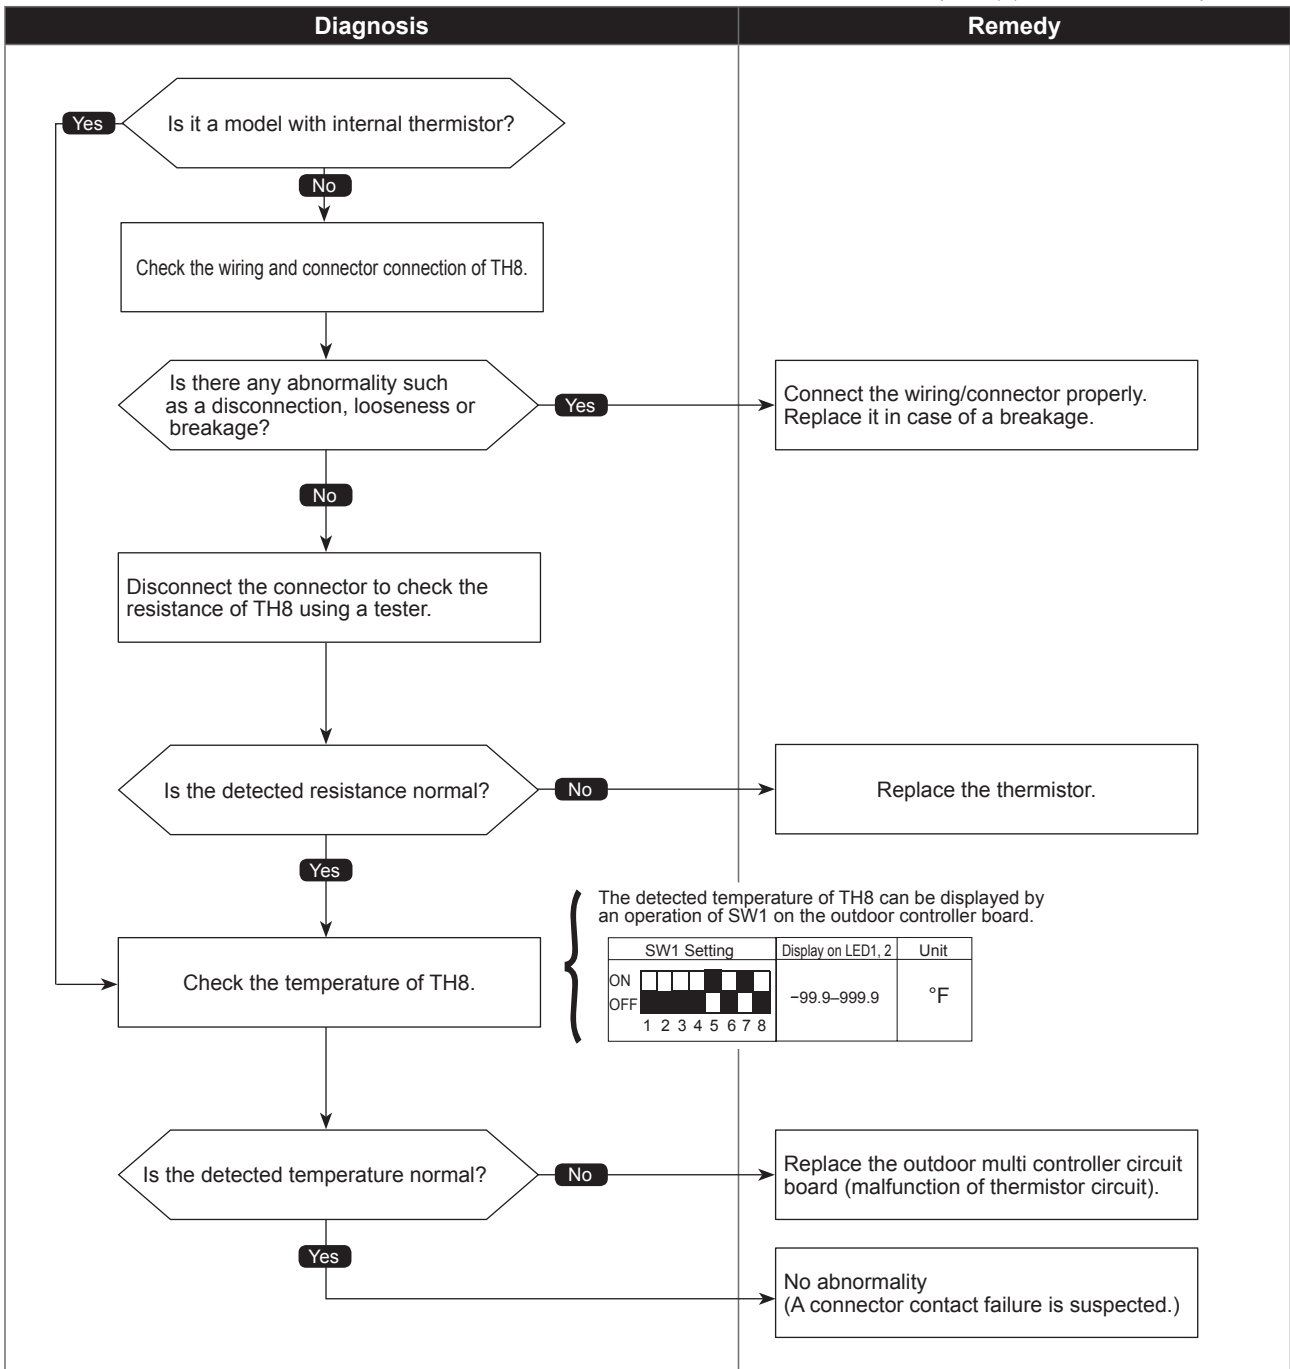 Diagnosis
Remedy
Is it a model with internal thermistor?
Yes
No
Check the wiring and connector connection of TH8.
Is there any abnormality such
as a disconnection, looseness or
breakage?
Yes
Connect the wiring/connector properly.
Replace it in case of a breakage.
No
Disconnect the connector to check the
resistance of TH8 using a tester.
Is the detected resistance normal?
No
Replace the thermistor.
Yes
The detected temperature of TH8 can be displayed by
an operation of SW1 on the outdoor controller board.
SW1 Setting
Display on LED1, 2
Unit
ON
OFF
1 2 3 4 5 6 7 8
−99.9–999.9
°F
Check the temperature of TH8.
Is the detected temperature normal?
No
Replace the outdoor multi controller circuit
board (malfunction of thermistor circuit).
Yes
No abnormality
(A connector contact failure is suspected.)